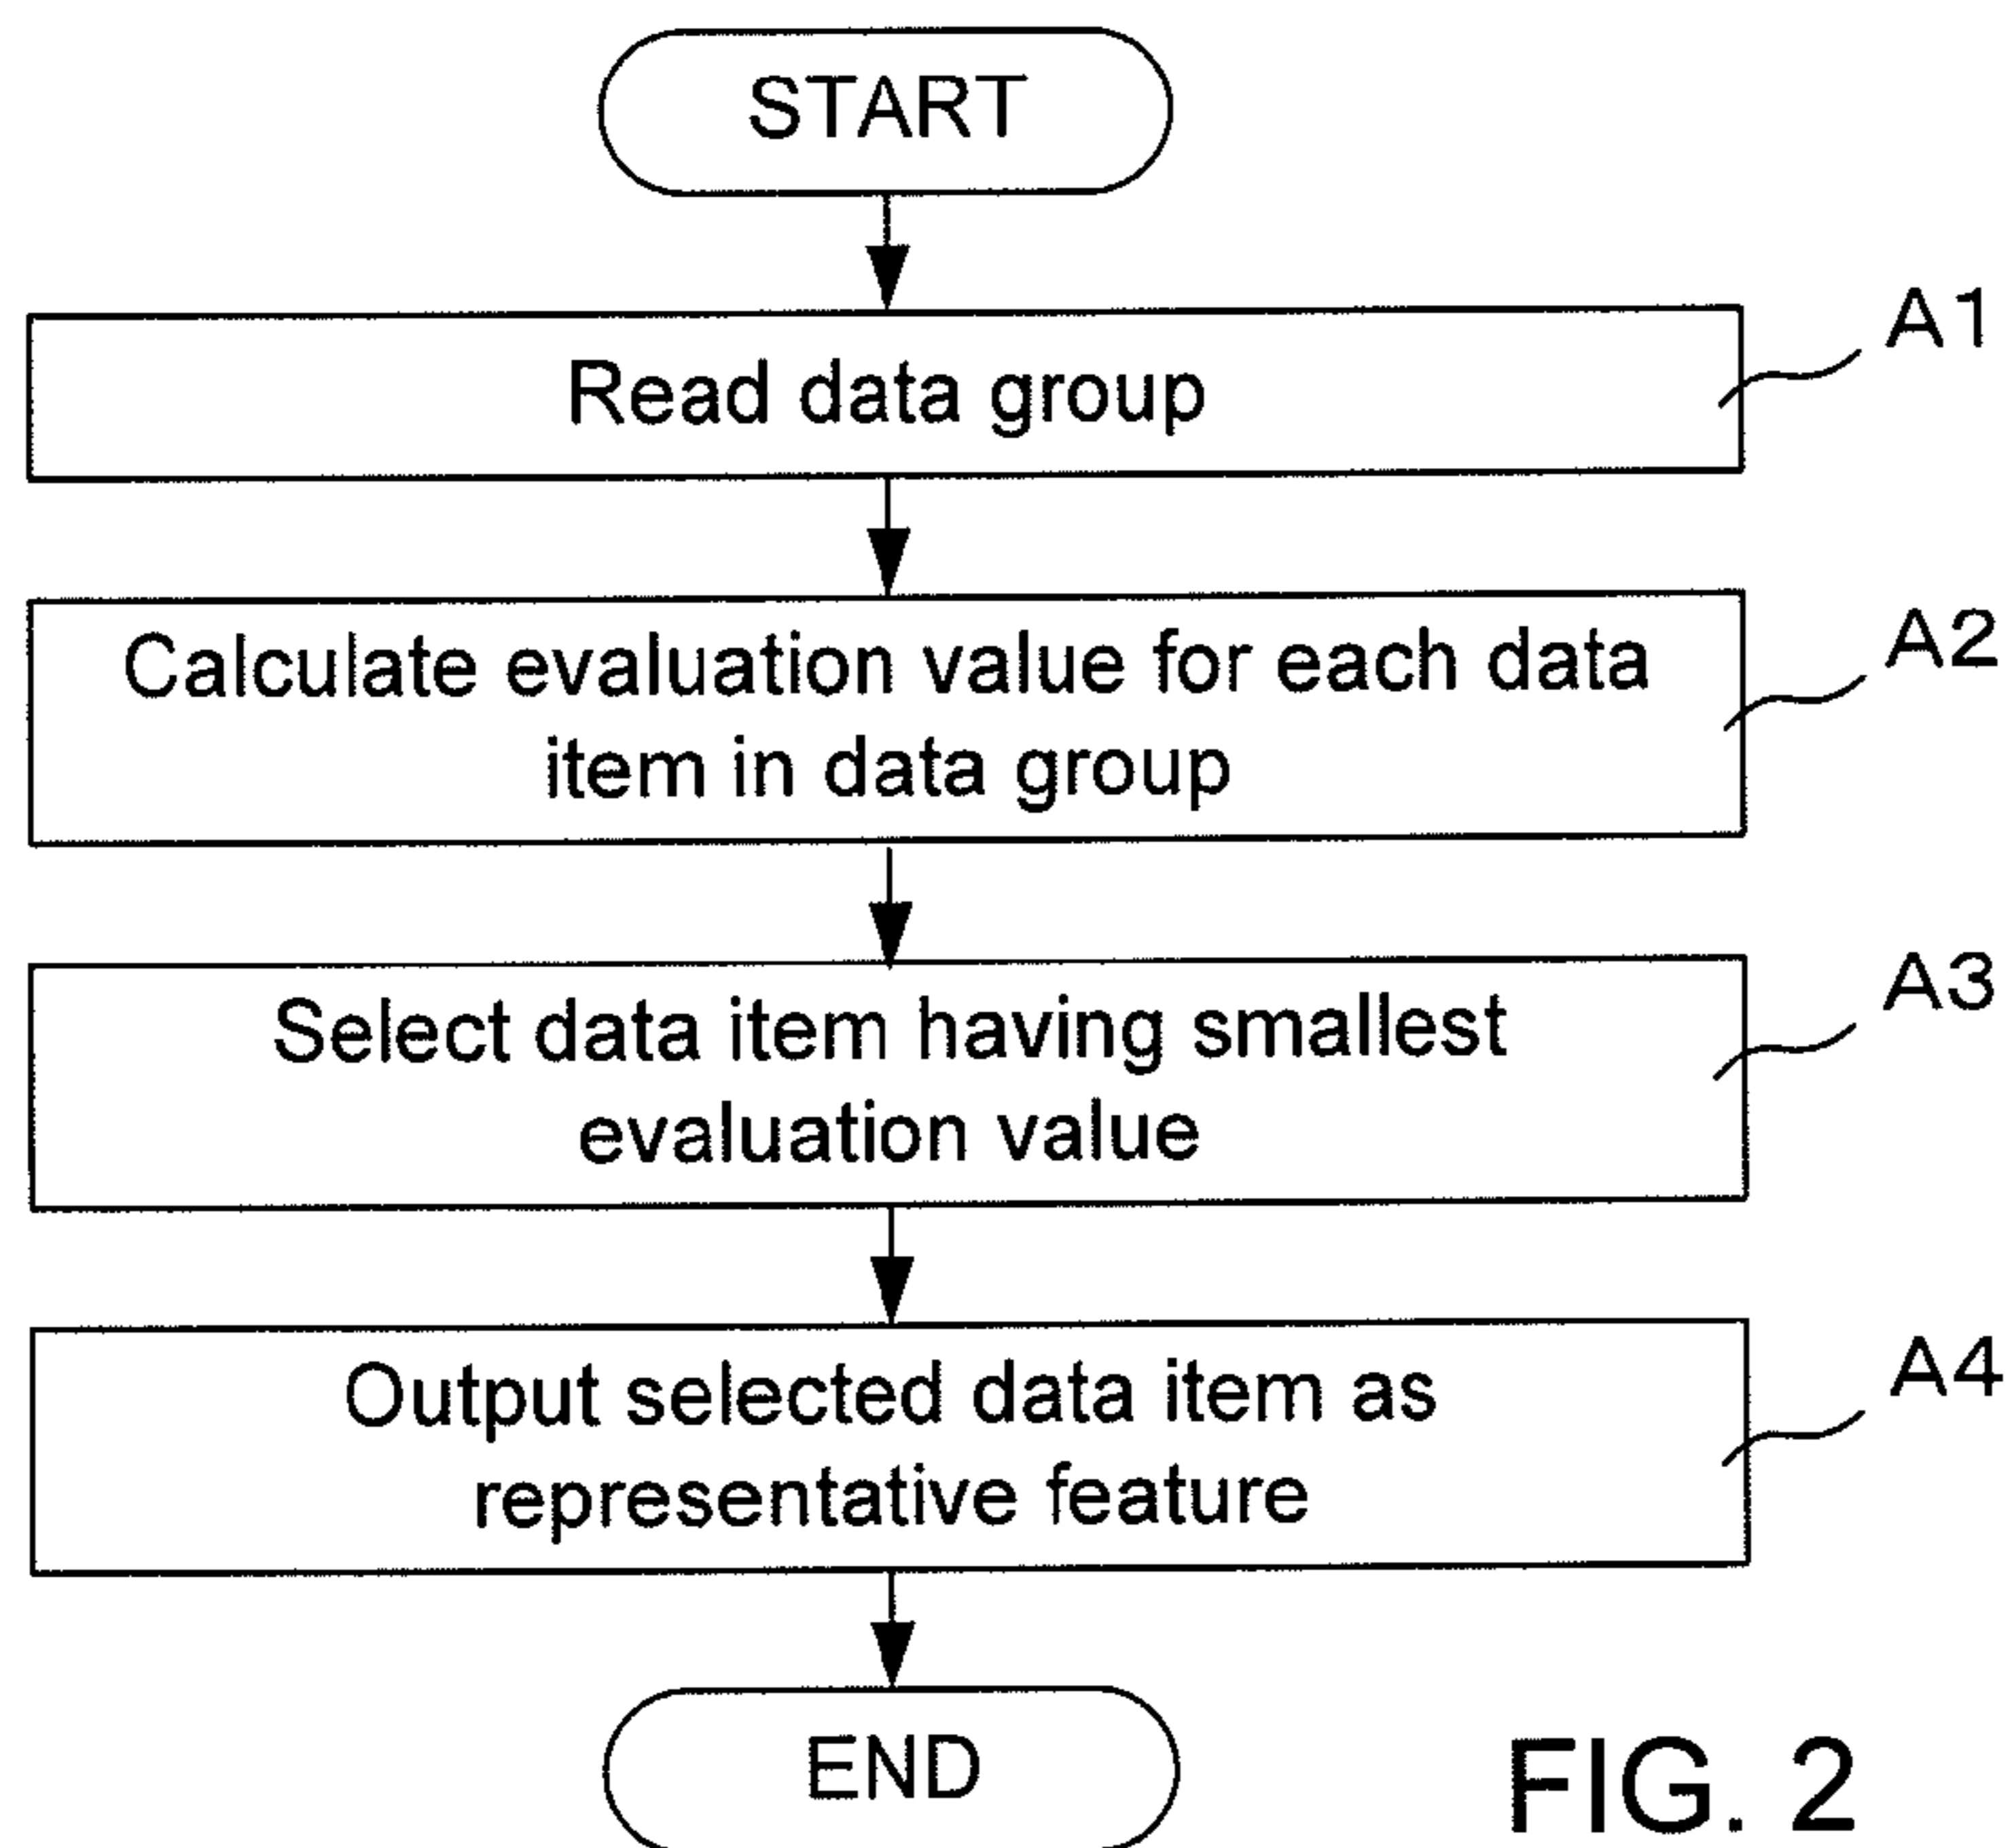 START
A1
Read data group
A2
Calculate evaluation value for each data
item in data group
A3
Select data item having smallest
evaluation value
A4
Output selected data item as
representative feature
END
FIG. 2